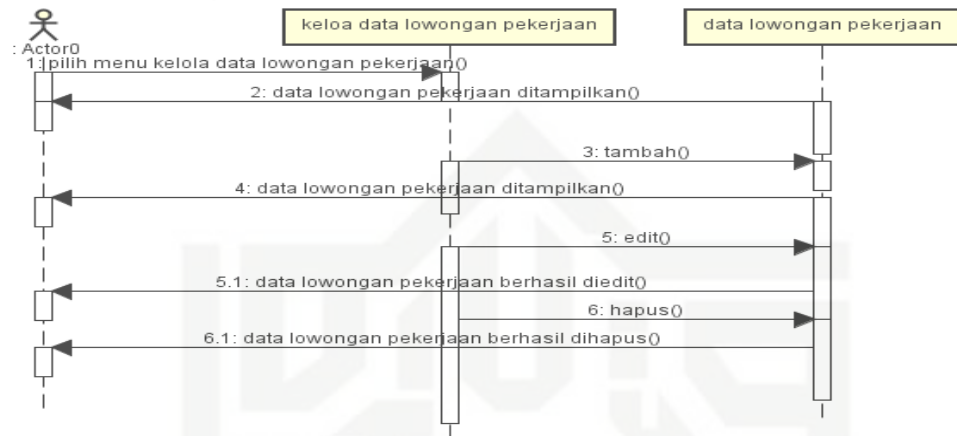 keloa data lowongan pekerjaan
data lowongan pekerjaan
: Actor0
1: pilih menu kelola data lowongan pekerjaan()
2: data lowongan pekerjaan ditampilkan()
3: tambah()
4: data lowongan pekerjaan ditampilkan()
5: edit()
5.1: data lowongan pekerjaan berhasil diedit()
6: hapus()
6.1: data lowongan pekerjaan berhasil dihapus()